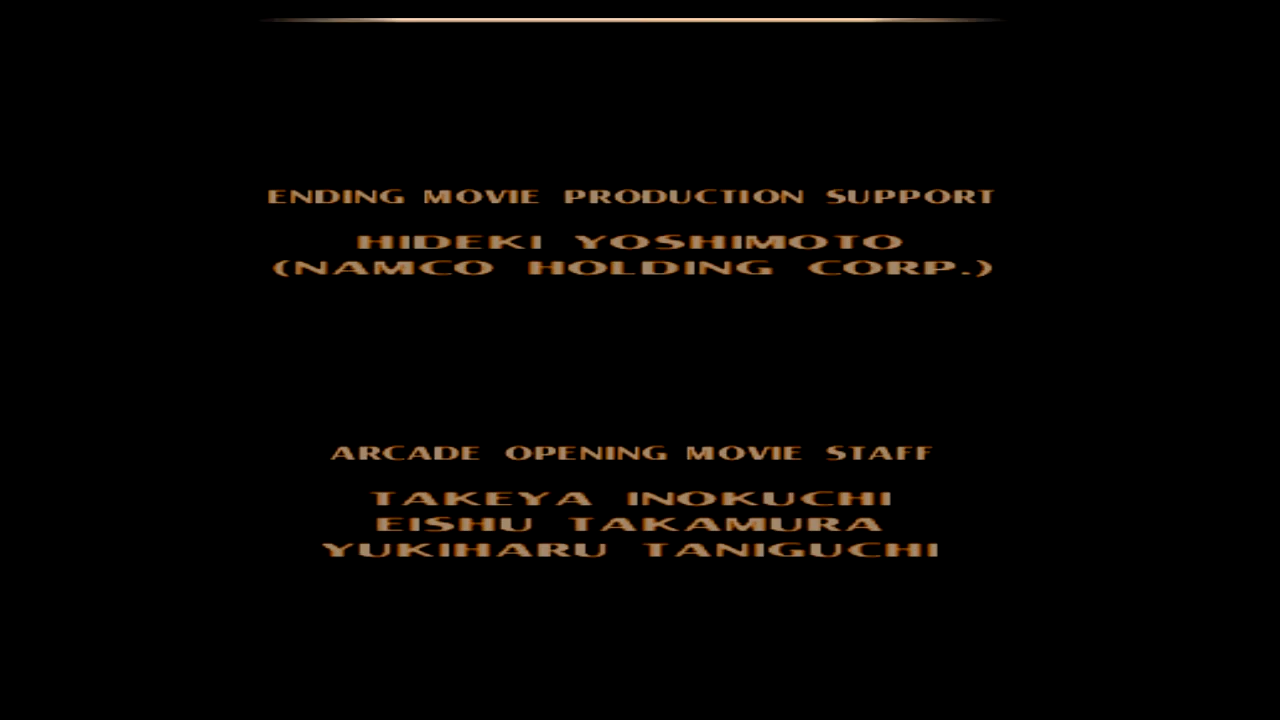 ENDING MOVIE PRODUCTION SUPPORT
HIDEKI YOSHIMOTO
(NAMCO HOLDING CORP.)
ARCADE OPENING MOVIE STAFF
TAKEYA INOKUCHI
EISHU TAKAMURA
YUKIHARU TANIGUCHI